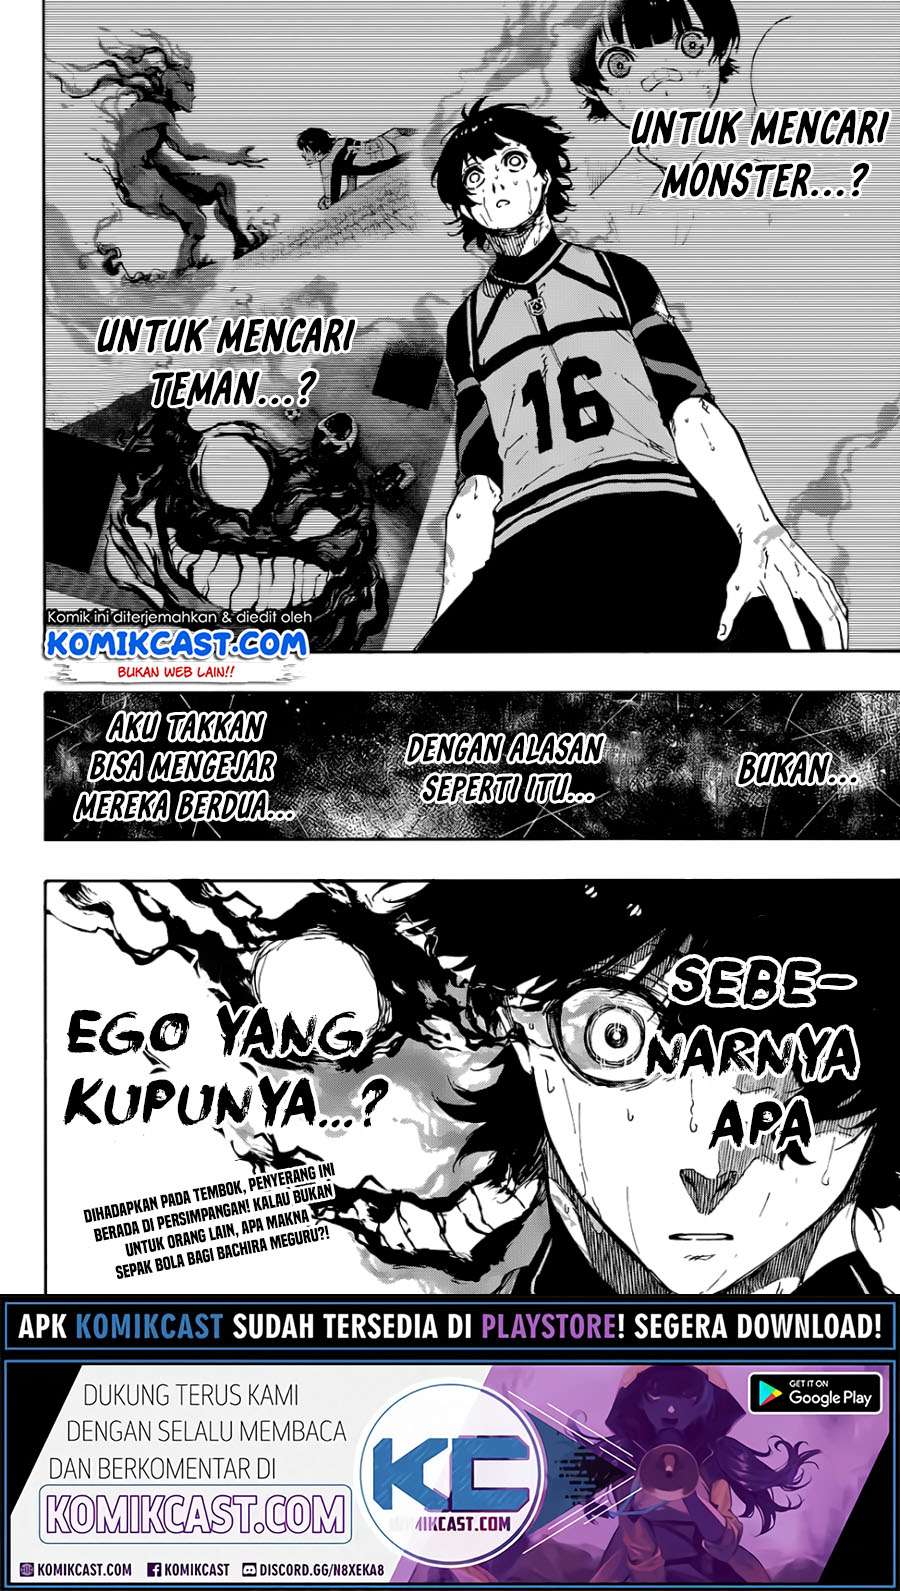 UNTUK MENCARI
MONSTER...?
UNTUK MENCARI
TEMAN...?
16
Komik ini diterjemahkan & diedit oleh
KOMIKCAST.COM
BUKAN WEB LAIN!!
BUKAN...
DENGAN ALASAN
SEPERTI ITU...
AKU TAKKAN
BISA MENGEJAR
MEREKA BERDUA...
SEBE-
NARNYA
APA
EGO YANG
KUPUNYA...?
DIHADAPKAN PADA TEMBOK, PENYERANG INI
BERADA DI PERSIMPANGAN! KALAU BUKAN
UNTUK ORANG LAIN, APA MAKNA
SEPAK BOLA BAGI BACHIRA MEGURU?!
APK KOMIKCAST SUDAH TERSEDIA DI PLAYSTORE! SEGERA DOWNLOAD!
DUKUNG TERUS KAMI
DENGAN SELALU MEMBACA
DAN BERKOMENTAR DI
KOMIKCAST.COM
KC
KOMIKCAST.COM
GET IT ON
Google Play
KOMIKCAST.COM KOMIKCAST DISCORD.GG/N8XEKA8